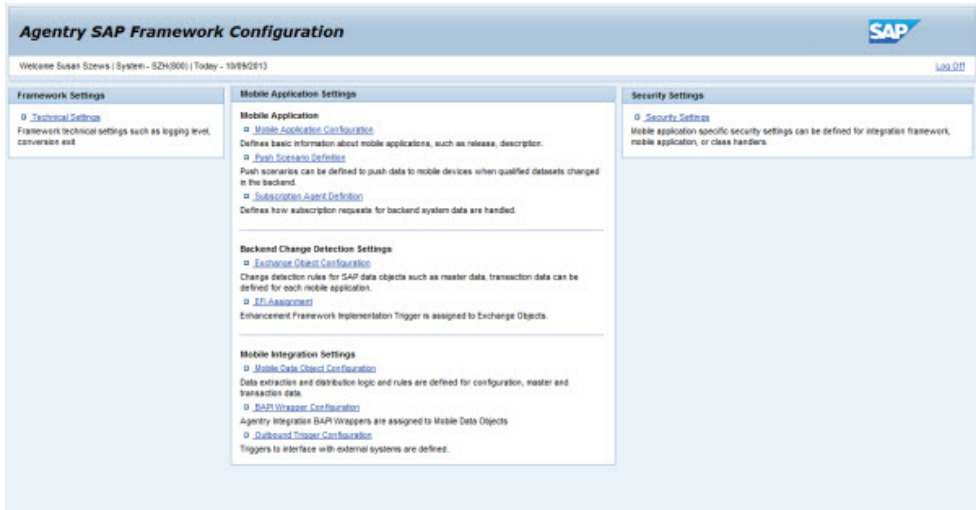 Agentry SAP Framework Configuration
SAP
Welcome Susan Szews | System - SZH(800) | Today - 10/09/2013
Log Off
Framework Settings
Technical Settings
Framework technical settings such as logging level,
conversion exit
Mobile Application Settings
Mobile Application
Mobile Application Configuration
Defines basic information about mobile applications, such as release, description.
Push Scenario Definition
Push scenarios can be defined to push data to mobile devices when qualified datasets changed
in the backend.
Subscription Agent Definition
Defines how subscription requests for backend system data are handled.
Backend Change Detection Settings
Exchange Object Configuration
Change detection rules for SAP data objects such as master data, transaction data can be
defined for each mobile application.
EFI Assignment
Enhancement Framework Implementation Trigger is assigned to Exchange Objects.
Mobile Integration Settings
Mobile Data Object Configuration
Data extraction and distribution logic and rules are defined for configuration, master and
transaction data.
BAPI Wrapper Configuration
Agentry Integration BAPI Wrappers are assigned to Mobile Data Objects
Outbound Trigger Configuration
Triggers to interface with external systems are defined.
Security Settings
Security Settings
Mobile application specific security settings can be defined for integration framework,
mobile application, or class handlers.